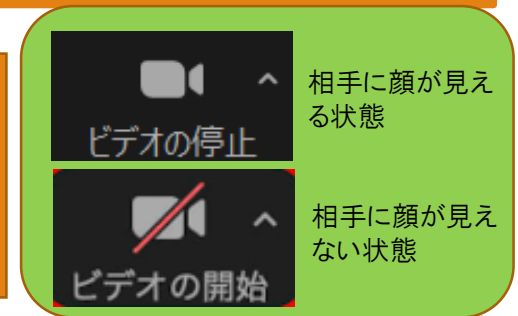 ビデオの停止
相手に顔が見え
る状態
ビデオの開始
相手に顔が見え
ない状態